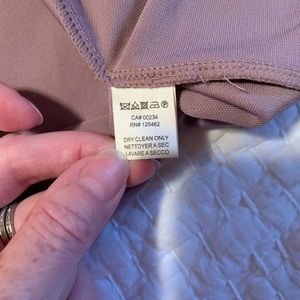 CA# 00234
RN# 125462
DRY CLEAN ONLY
NETTOYER A SEC
LAVARE A SECCO